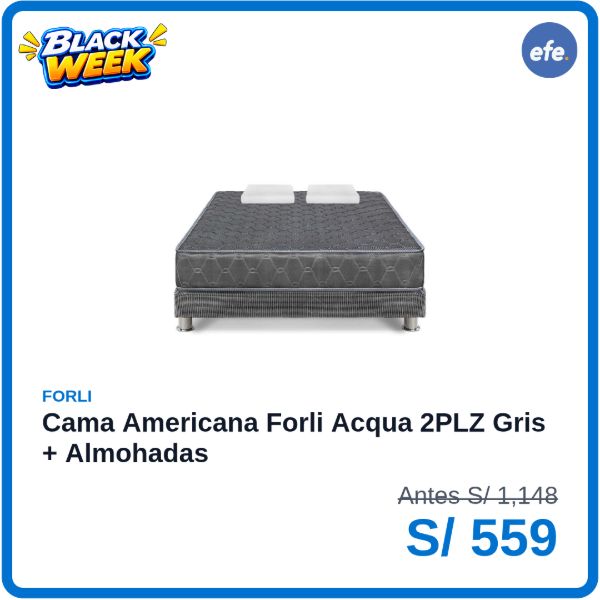 BLACK
WEEK
efe.
FORLI
Cama Americana Forli Acqua 2PLZ Gris
+ Almohadas
Antes S/ 1,148
S/ 559